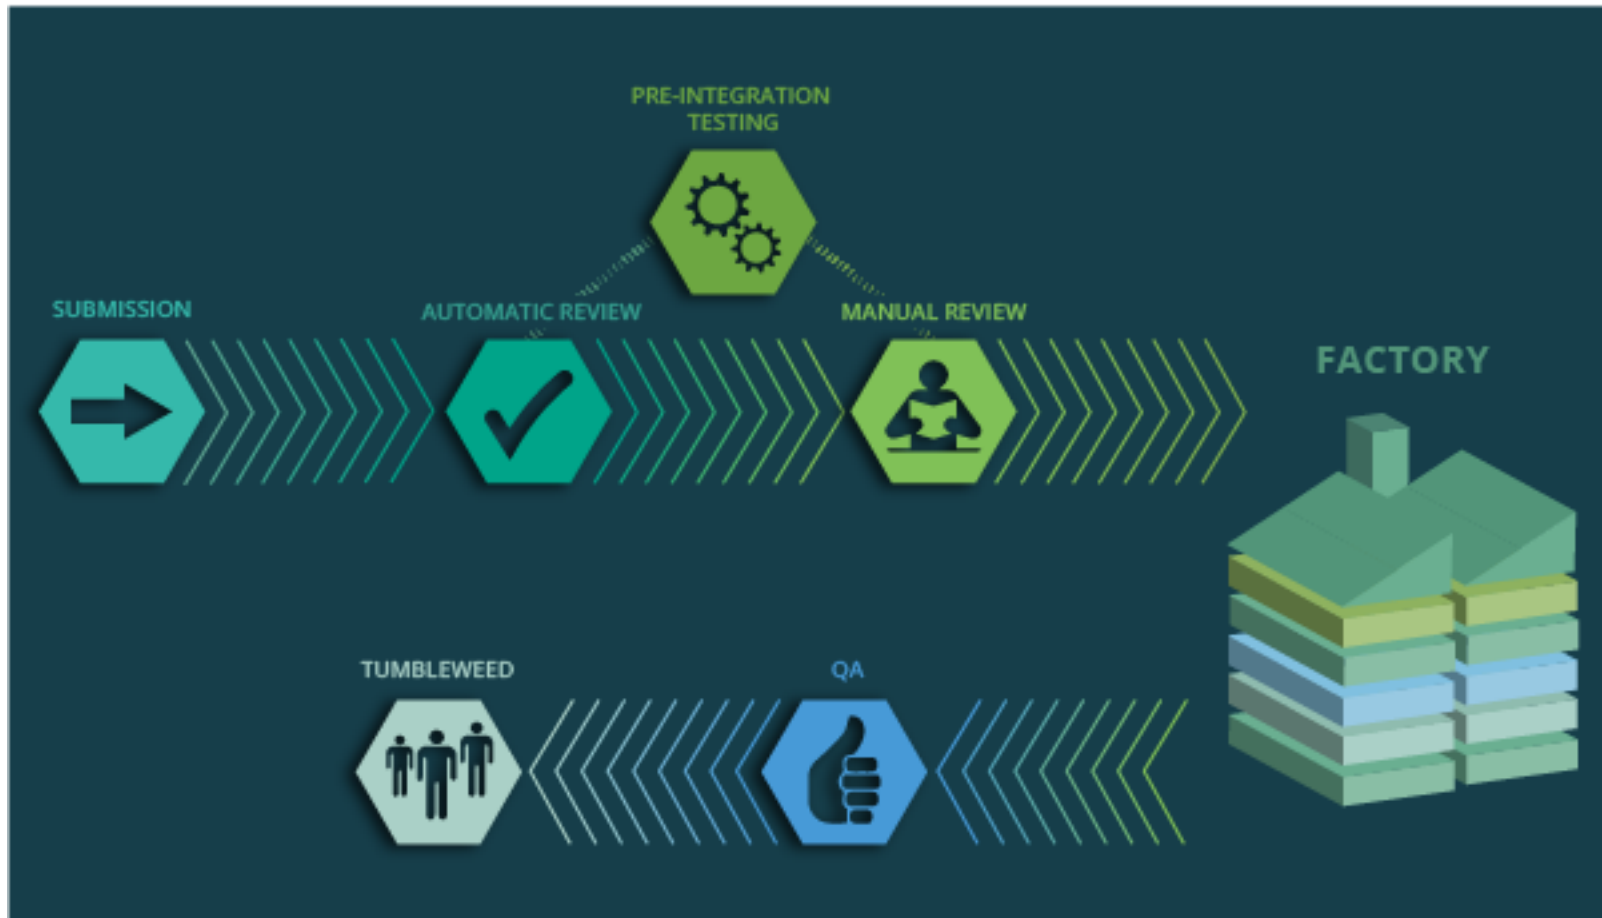 PRE-INTEGRATION
TESTING
SUBMISSION
AUTOMATIC REVIEW
MANUAL REVIEW
FACTORY
TUMBLEWEED
QA